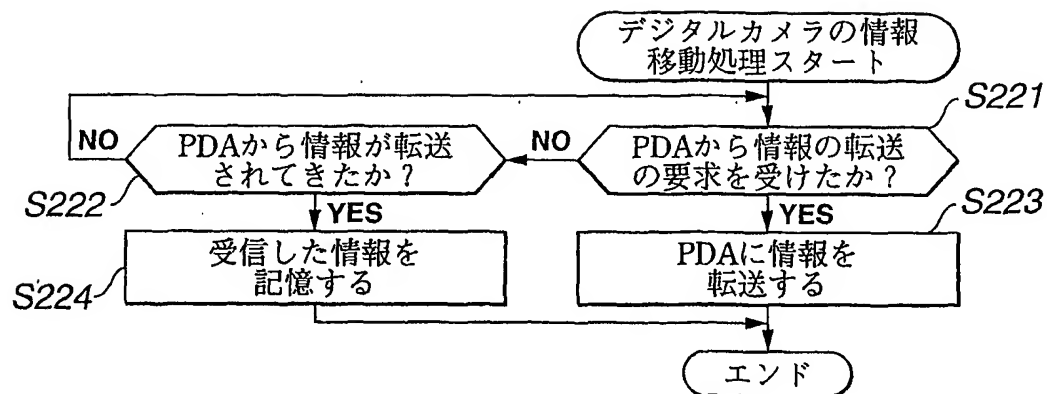 デジタルカメラの情報
移動処理スタート
S221
PDAから情報の転送
の要求を受けたか？
NO
YES
PDAから情報が転送
されてきたか？
NO
S222
YES
S223
PDAに情報を
転送する
受信した情報を
記憶する
S224
エンド